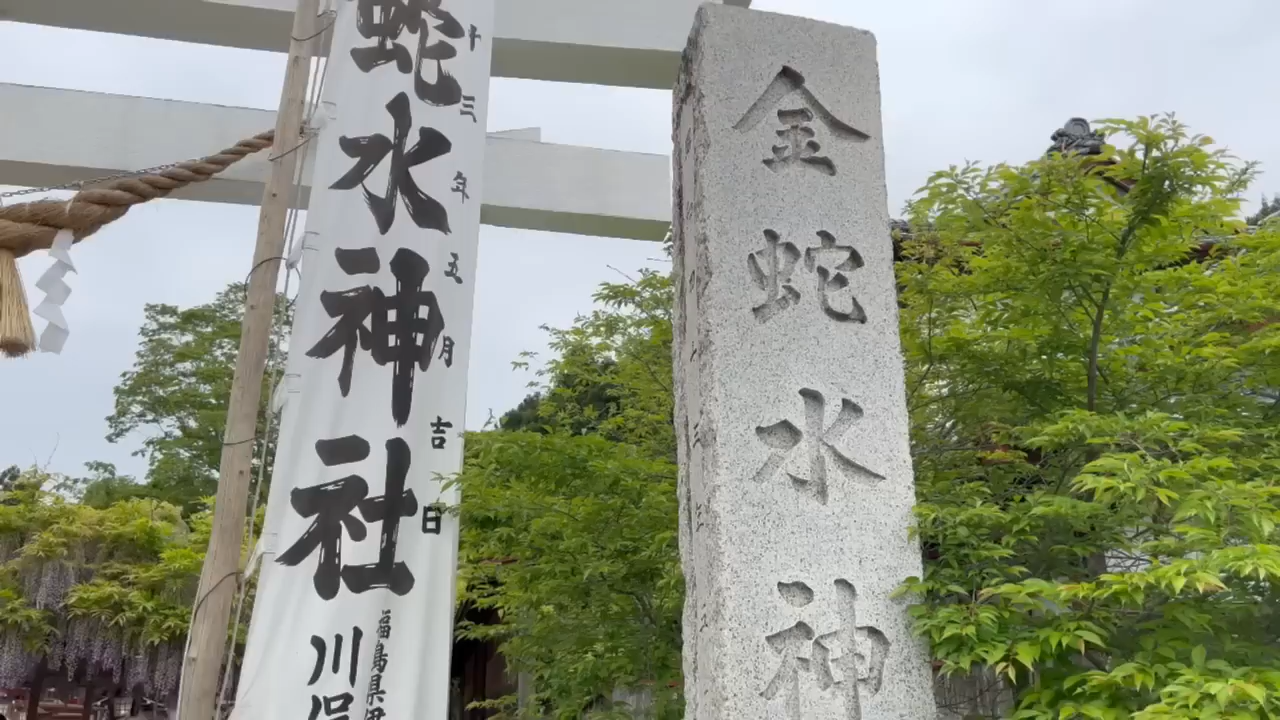 金蛇水神
蛇水神社
十三年五月吉日
福島県伊
川俣